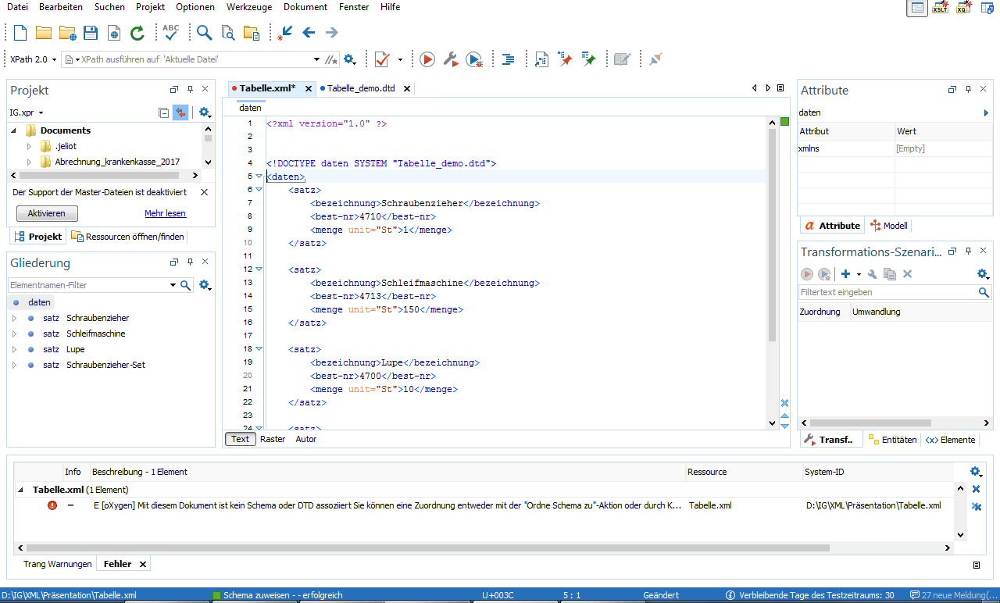 Datei Bearbeiten Suchen Projekt Optionen Werkzeuge Dokument Fenster Hilfe
XSLT XQ
ABC
XPath 2.0 XPath ausführen auf 'Aktuelle Datei'
Projekt
IG.xpr
Documents
.jeliot
Abrechnung_krankenkasse_2017
Der Support der Master-Dateien ist deaktiviert
Aktivieren Mehr lesen
Projekt Ressourcen öffnen/finden
Gliederung
Elementnamen-Filter
daten
satz Schraubenzieher
satz Schleifmaschine
satz Lupe
satz Schraubenzieher-Set
Tabelle.xml* Tabelle_demo.dtd
daten
1 <?xml version="1.0" ?>
2
3
4 <!DOCTYPE daten SYSTEM "Tabelle_demo.dtd">
5 <daten>
6 <satz>
7 <bezeichnung>Schraubenzieher</bezeichnung>
8 <best-nr>4710</best-nr>
9 <menge unit="St">1</menge>
10 </satz>
11
12 <satz>
13 <bezeichnung>Schleifmaschine</bezeichnung>
14 <best-nr>4713</best-nr>
15 <menge unit="St">150</menge>
16 </satz>
17
18 <satz>
19 <bezeichnung>Lupe</bezeichnung>
20 <best-nr>4700</best-nr>
21 <menge unit="St">10</menge>
22 </satz>
23
24 <satz>
Text Raster Autor
Attribute
daten
Attribut Wert
xmlns [Empty]
Attribute Modell
Transformations-Szenari...
Filtertext eingeben
Zuordnung Umwandlung
Transf.. Entitäten Elemente
Info Beschreibung - 1 Element Ressource System-ID
Tabelle.xml (1 Element)
E [oXygen] Mit diesem Dokument ist kein Schema oder DTD assoziiert Sie können eine Zuordnung entweder mit der "Ordne Schema zu"-Aktion oder durch K... Tabelle.xml D:\IG\XML\Präsentation\Tabelle.xml
Trang Warnungen Fehler
D:\IG\XML\Präsentation\Tabelle.xml Schema zuweisen - - erfolgreich U+003C 5 : 1 Geändert Verbleibende Tage des Testzeitraums: 30 27 neue Meldung(...